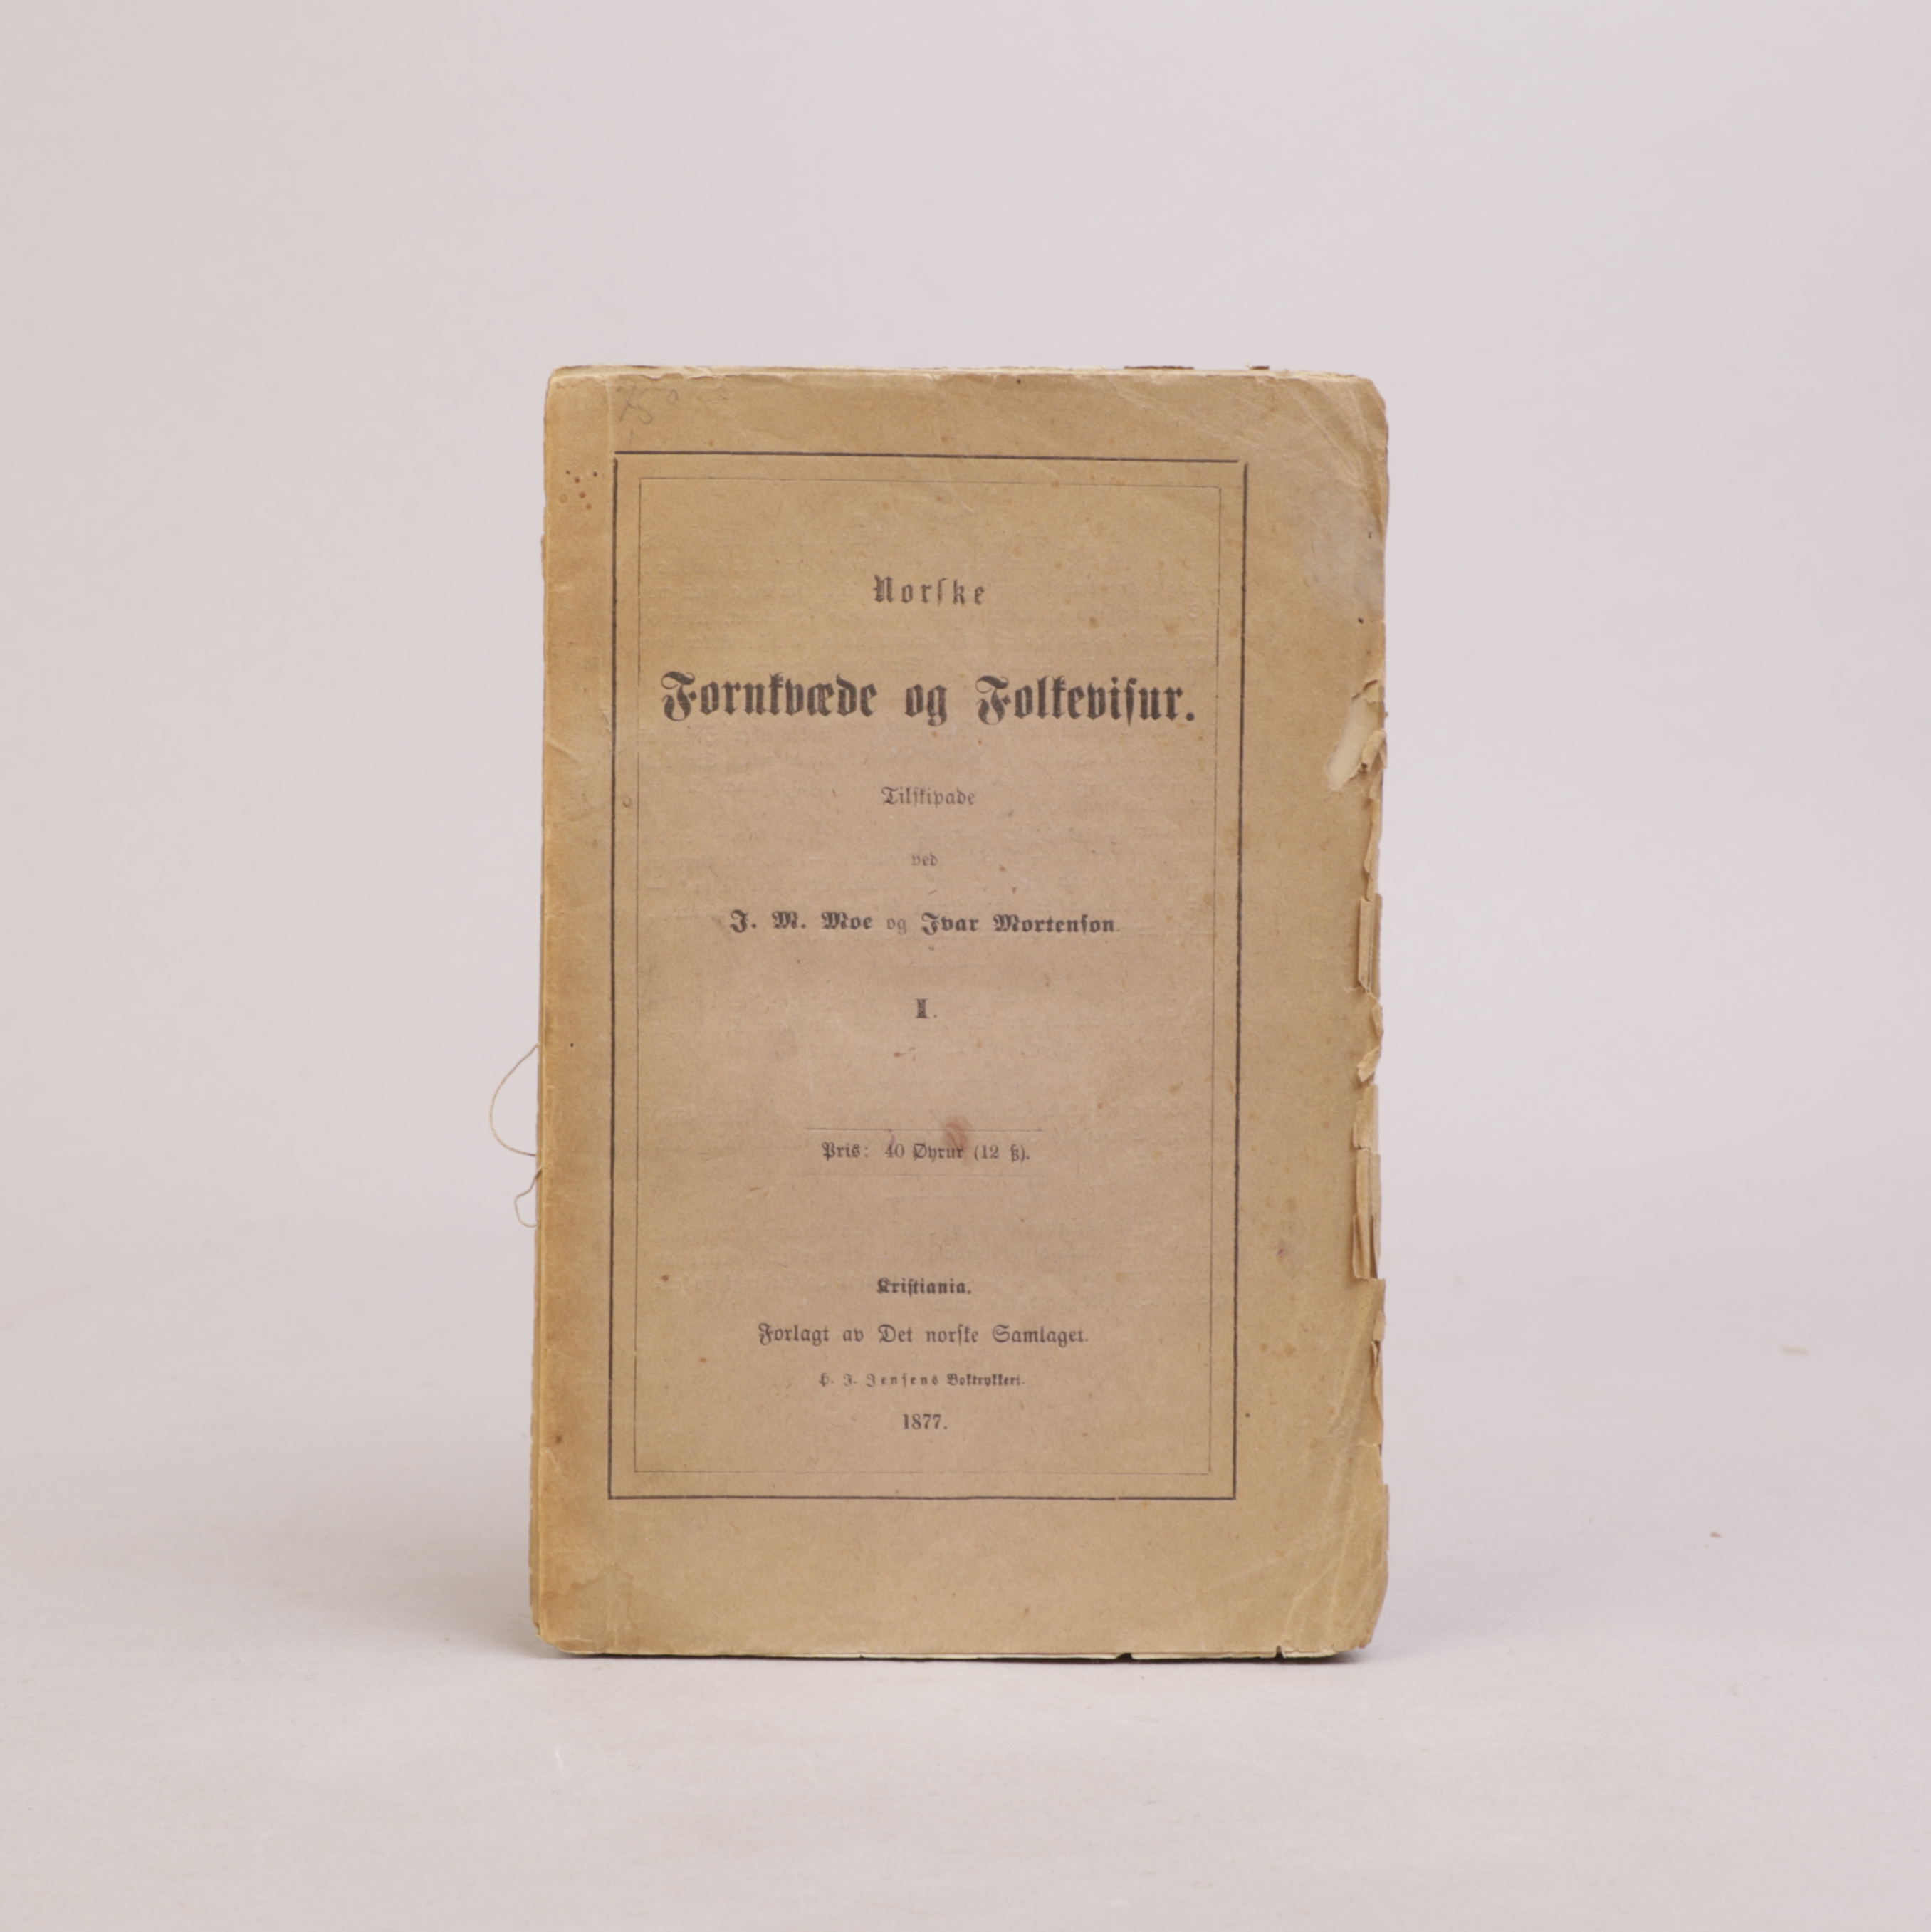 Norſke
Fornkvæde og Folkeviſur.
Tilſkipade
ved
J. M. Moe og Jvar Mortenſon.
I.
Pris: 40 Øyrur (12 ß).
Kriſtiania.
Forlagt av Det norſke Samlaget.
H. J. Jenſens Boktrykkeri.
1877.